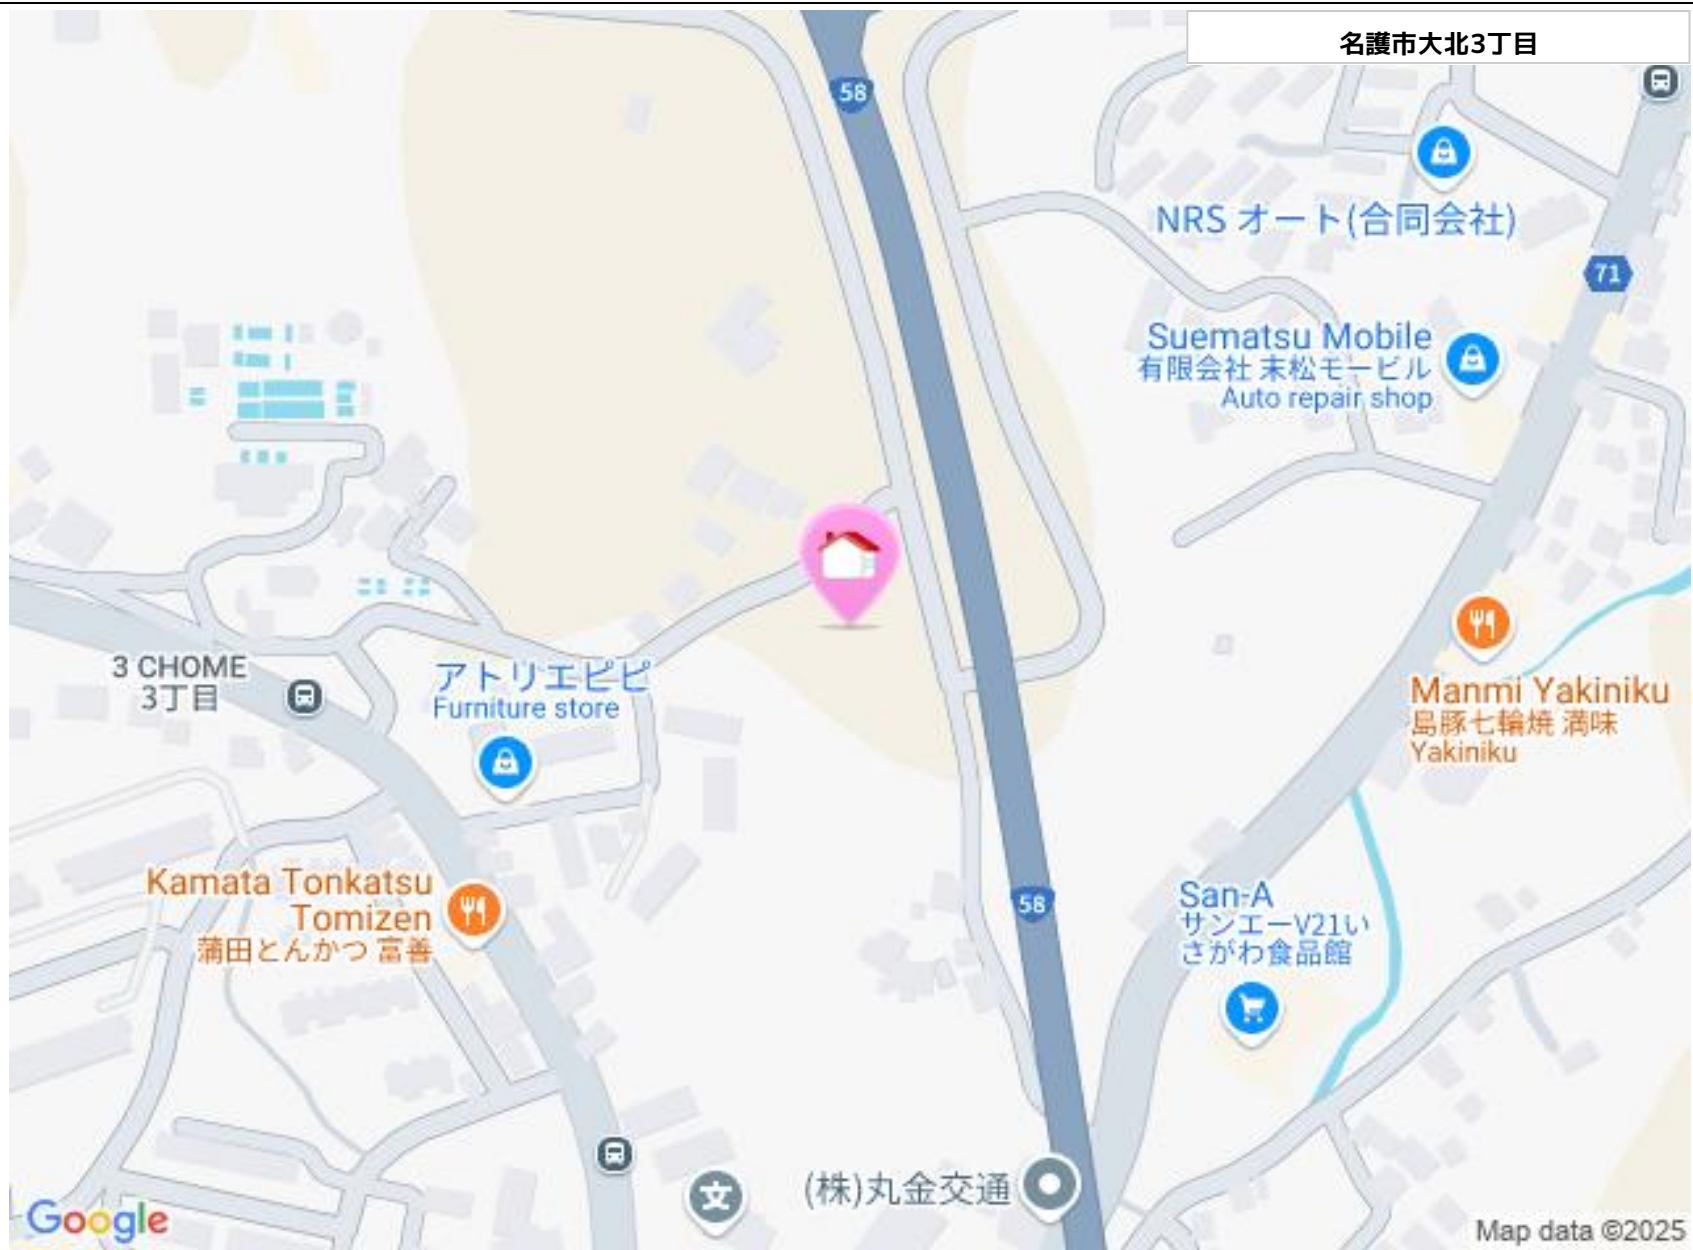 名護市大北3丁目
58
NRS オート(合同会社)
71
Suematsu Mobile
有限会社 末松モービル
Auto repair shop
3 CHOME
3丁目
アトリエピピ
Furniture store
Manmi Yakiniku
島豚七輪焼 満味
Yakiniku
Kamata Tonkatsu
Tomizen
蒲田とんかつ 富善
58
San-A
サンエーV21い
さがわ食品館
文
(株)丸金交通
Google
Map data ©2025